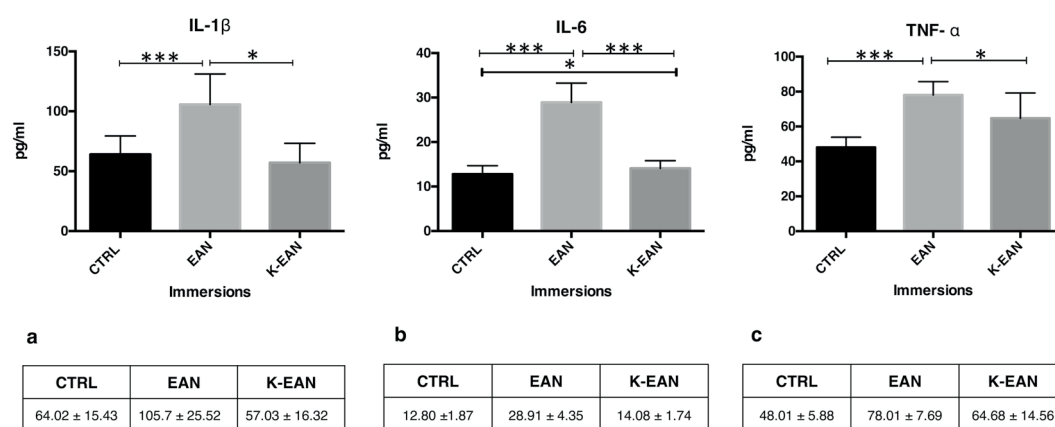 IL-1β
150
100
50
0
pg/ml
***
*
CTRL
EAN
K-EAN
Immersions
IL-6
40
30
20
10
0
pg/ml
***
***
*
CTRL
EAN
K-EAN
Immersions
TNF- α
100
80
60
40
20
0
pg/ml
***
*
CTRL
EAN
K-EAN
Immersions
a
CTRL EAN K-EAN
64.02 ± 15.43 105.7 ± 25.52 57.03 ± 16.32
b
CTRL EAN K-EAN
12.80 ±1.87 28.91 ± 4.35 14.08 ± 1.74
c
CTRL EAN K-EAN
48.01 ± 5.88 78.01 ± 7.69 64.68 ± 14.56